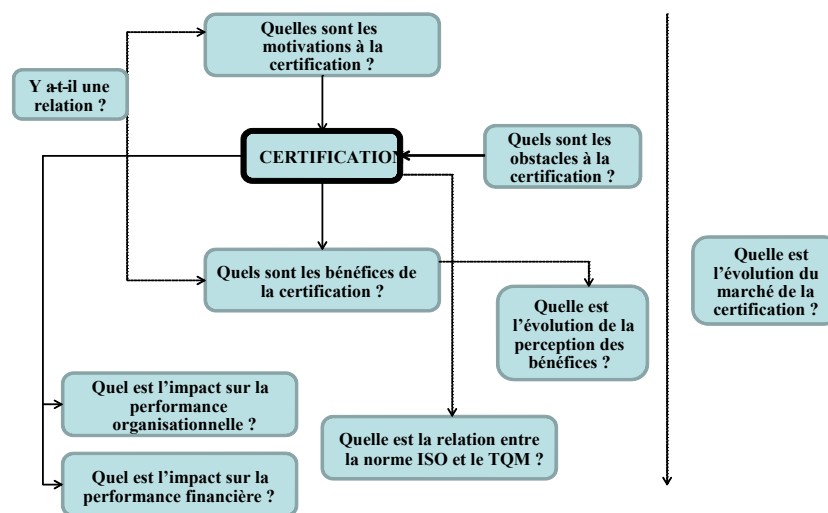 Quelles sont les
motivations à la
certification ?
Y a-t-il une
relation ?
CERTIFICATION
Quels sont les
obstacles à la
certification ?
Quels sont les bénéfices de
la certification ?
Quelle est
l'évolution du
marché de la
certification ?
Quelle est
l'évolution de la
perception des
bénéfices ?
Quel est l'impact sur la
performance
organisationnelle ?
Quelle est la relation entre
la norme ISO et le TQM ?
Quel est l'impact sur la
performance financière ?